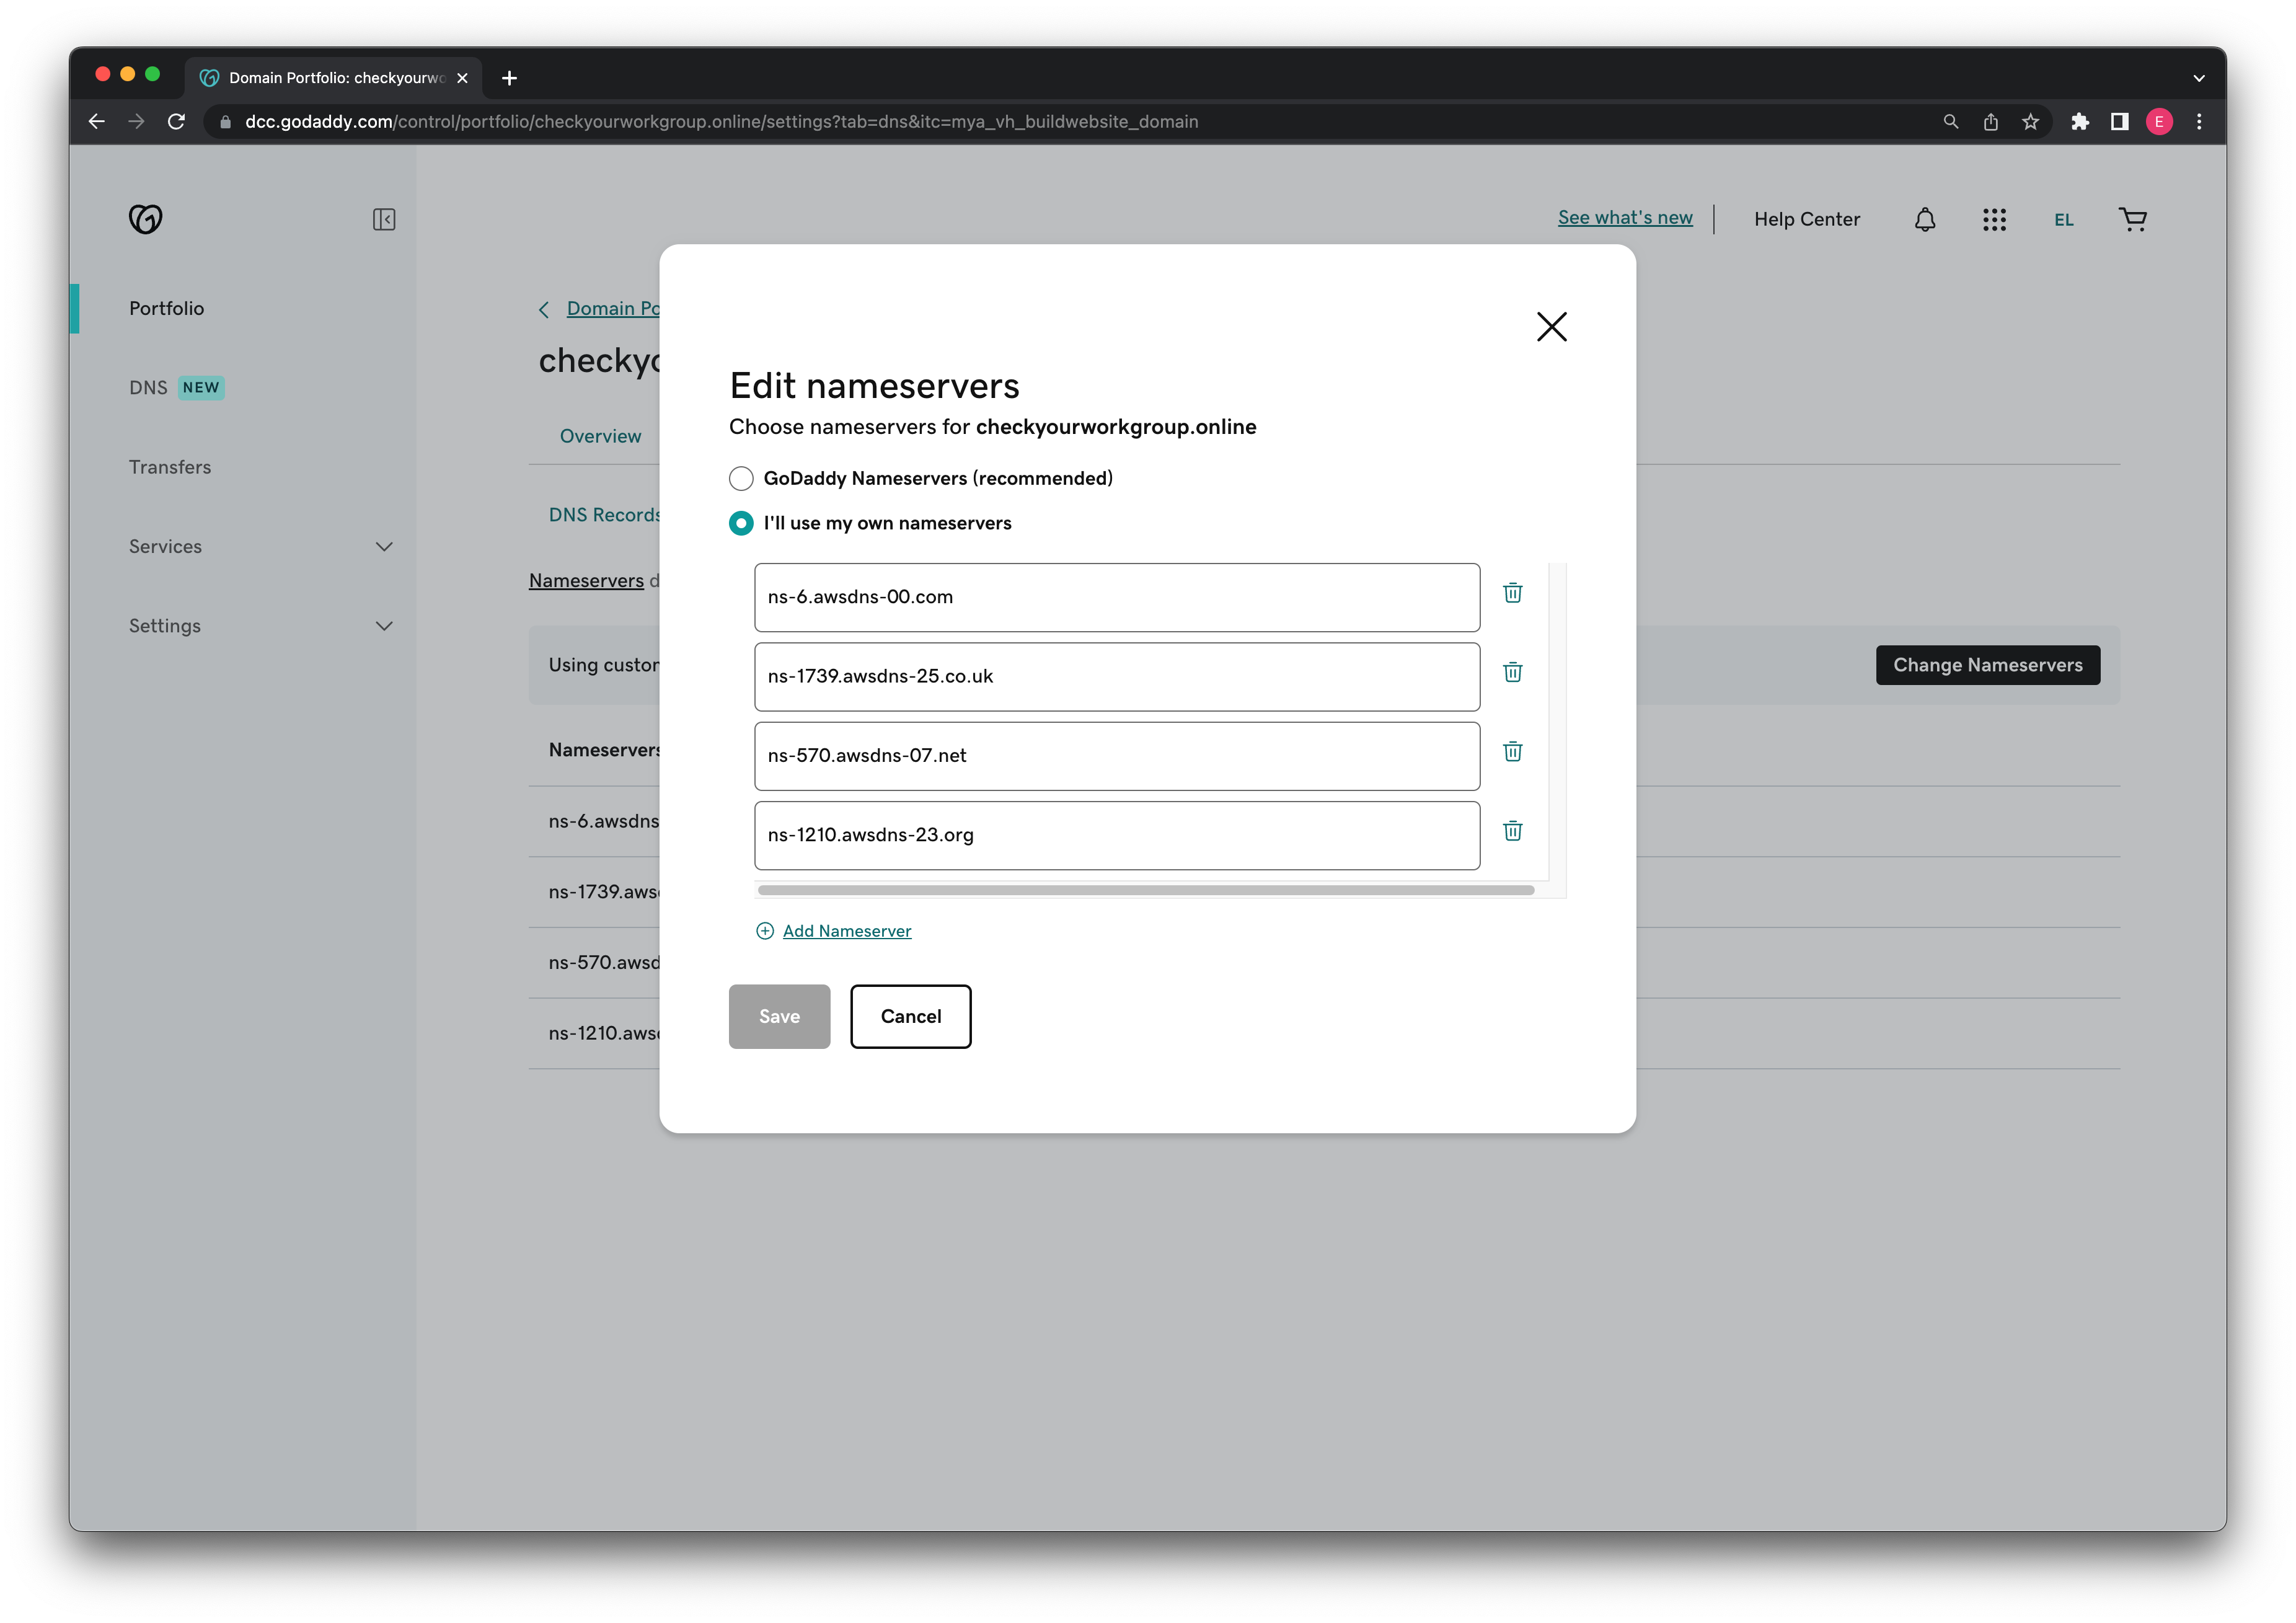 Domain Portfolio: checkyourwo
dcc.godaddy.com/control/portfolio/checkyourworkgroup.online/settings?tab=dns&itc=mya_vh_buildwebsite_domain
E
See what's new
Help Center
EL
Portfolio
DNS NEW
Transfers
Services
Settings
Domain Po
checkyo
Overview
DNS Records
Nameservers d
Using custom
Change Nameservers
Nameservers
ns-6.awsdns
ns-1739.awsd
ns-570.awsd
ns-1210.awsd
Edit nameservers
Choose nameservers for checkyourworkgroup.online
GoDaddy Nameservers (recommended)
I'll use my own nameservers
ns-6.awsdns-00.com
ns-1739.awsdns-25.co.uk
ns-570.awsdns-07.net
ns-1210.awsdns-23.org
Add Nameserver
Save
Cancel